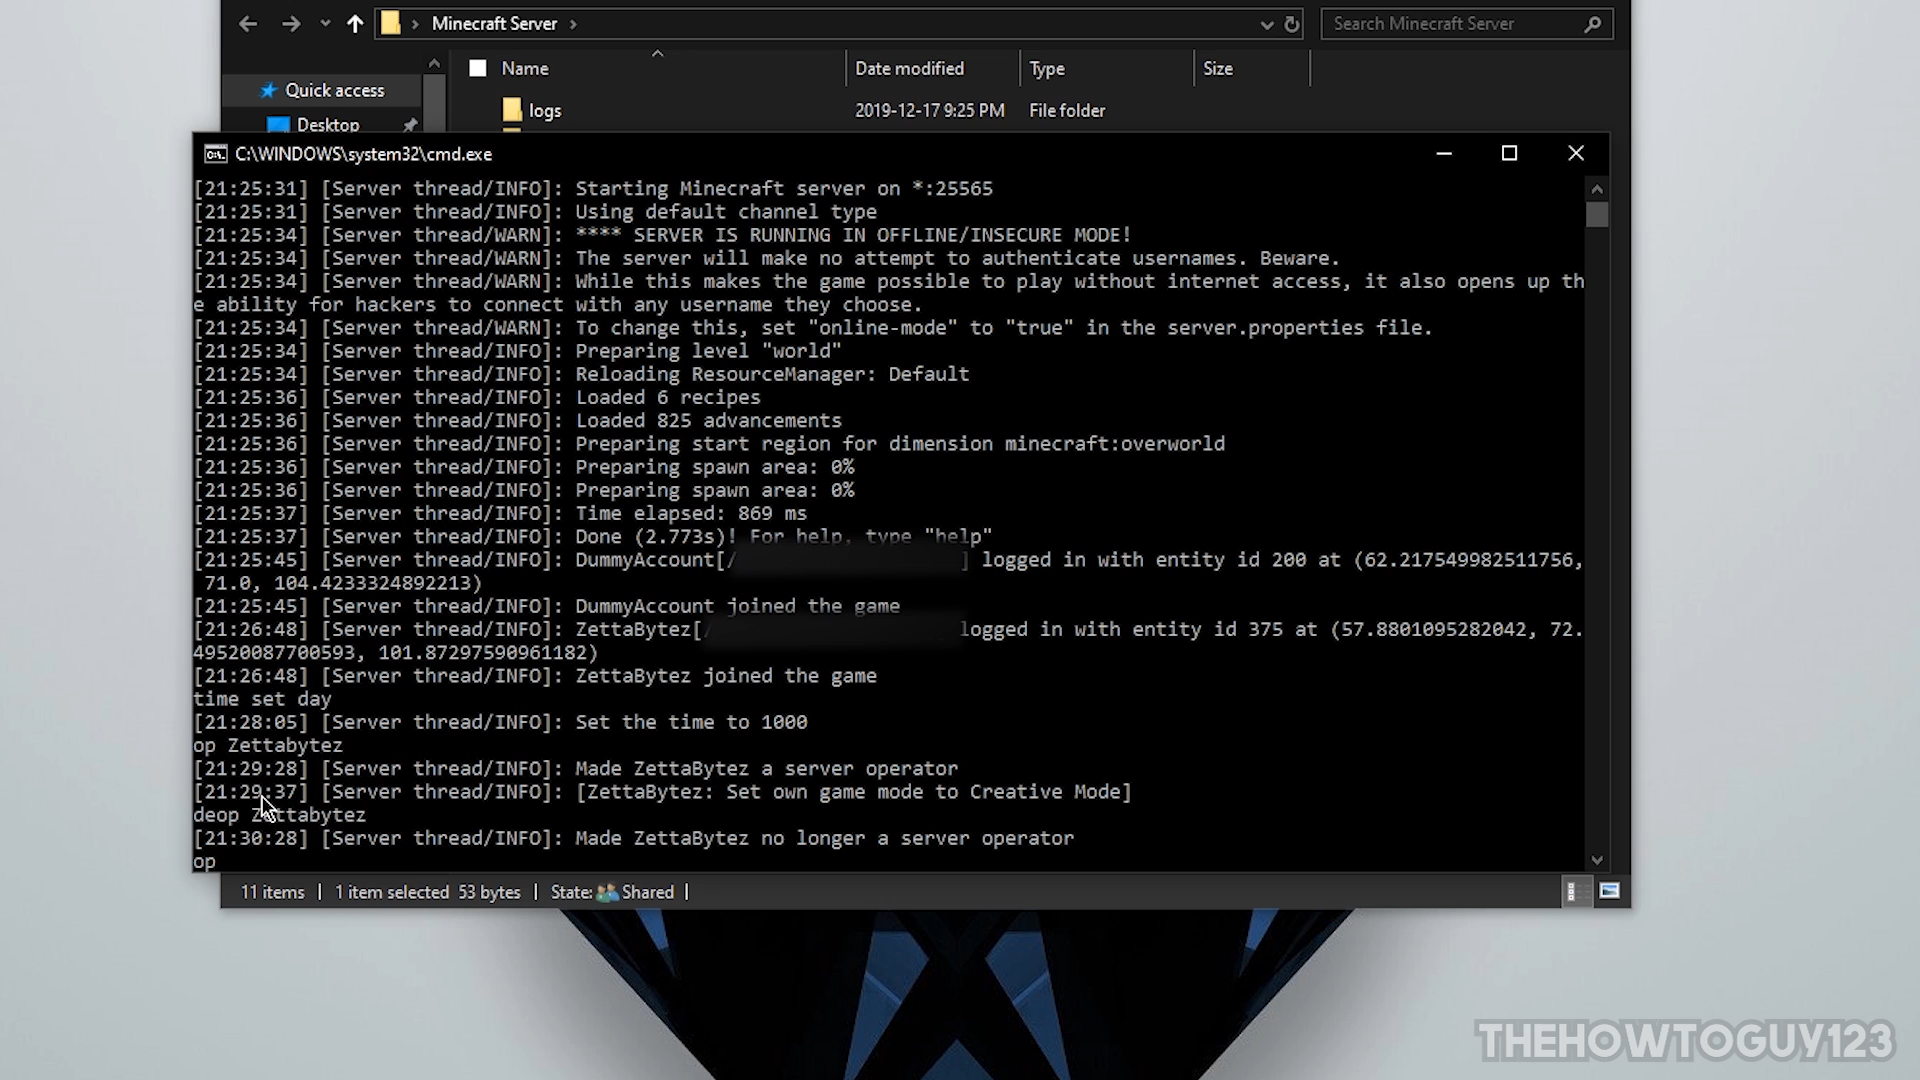 Minecraft Server
Search Minecraft Server
Name Date modified Type Size
Quick access
logs 2019-12-17 9:25 PM File folder
Desktop
C:\WINDOWS\system32\cmd.exe
[21:25:31] [Server thread/INFO]: Starting Minecraft server on *:25565
[21:25:31] [Server thread/INFO]: Using default channel type
[21:25:34] [Server thread/WARN]: **** SERVER IS RUNNING IN OFFLINE/INSECURE MODE!
[21:25:34] [Server thread/WARN]: The server will make no attempt to authenticate usernames. Beware.
[21:25:34] [Server thread/WARN]: While this makes the game possible to play without internet access, it also opens up th
e ability for hackers to connect with any username they choose.
[21:25:34] [Server thread/WARN]: To change this, set "online-mode" to "true" in the server.properties file.
[21:25:34] [Server thread/INFO]: Preparing level "world"
[21:25:34] [Server thread/INFO]: Reloading ResourceManager: Default
[21:25:36] [Server thread/INFO]: Loaded 6 recipes
[21:25:36] [Server thread/INFO]: Loaded 825 advancements
[21:25:36] [Server thread/INFO]: Preparing start region for dimension minecraft:overworld
[21:25:36] [Server thread/INFO]: Preparing spawn area: 0%
[21:25:36] [Server thread/INFO]: Preparing spawn area: 0%
[21:25:37] [Server thread/INFO]: Time elapsed: 869 ms
[21:25:37] [Server thread/INFO]: Done (2.773s)! For help, type "help"
[21:25:45] [Server thread/INFO]: DummyAccount[/ ] logged in with entity id 200 at (62.217549982511756,
71.0, 104.4233324892213)
[21:25:45] [Server thread/INFO]: DummyAccount joined the game
[21:26:48] [Server thread/INFO]: ZettaBytez[/ logged in with entity id 375 at (57.8801095282042, 72.
49520087700593, 101.87297590961182)
[21:26:48] [Server thread/INFO]: ZettaBytez joined the game
time set day
[21:28:05] [Server thread/INFO]: Set the time to 1000
op Zettabytez
[21:29:28] [Server thread/INFO]: Made ZettaBytez a server operator
[21:29:37] [Server thread/INFO]: [ZettaBytez: Set own game mode to Creative Mode]
deop Zettabytez
[21:30:28] [Server thread/INFO]: Made ZettaBytez no longer a server operator
op
11 items 1 item selected 53 bytes State: Shared
THEHOWTOGUY123